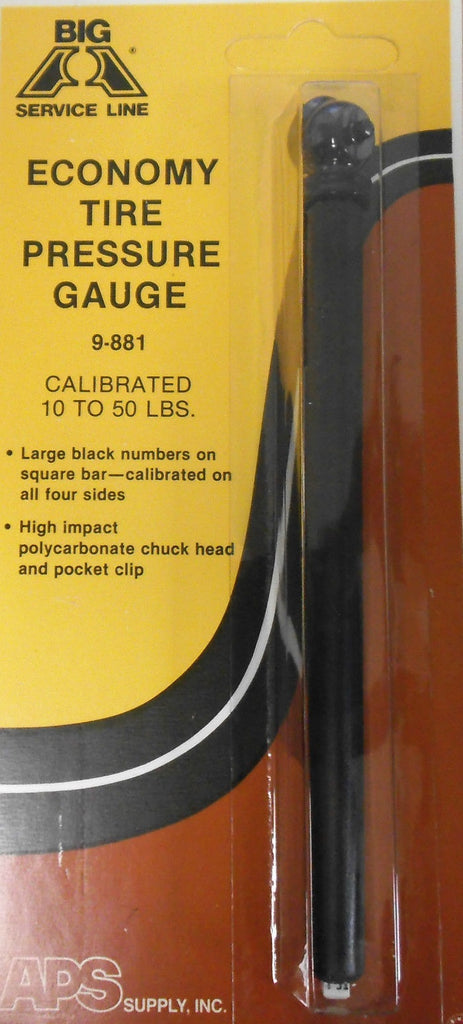 BIG
A
SERVICE LINE
ECONOMY
TIRE
PRESSURE
GAUGE
9-881
CALIBRATED
10 TO 50 LBS.
• Large black numbers on
square bar—calibrated on
all four sides
• High impact
polycarbonate chuck head
and pocket clip
APS SUPPLY, INC.